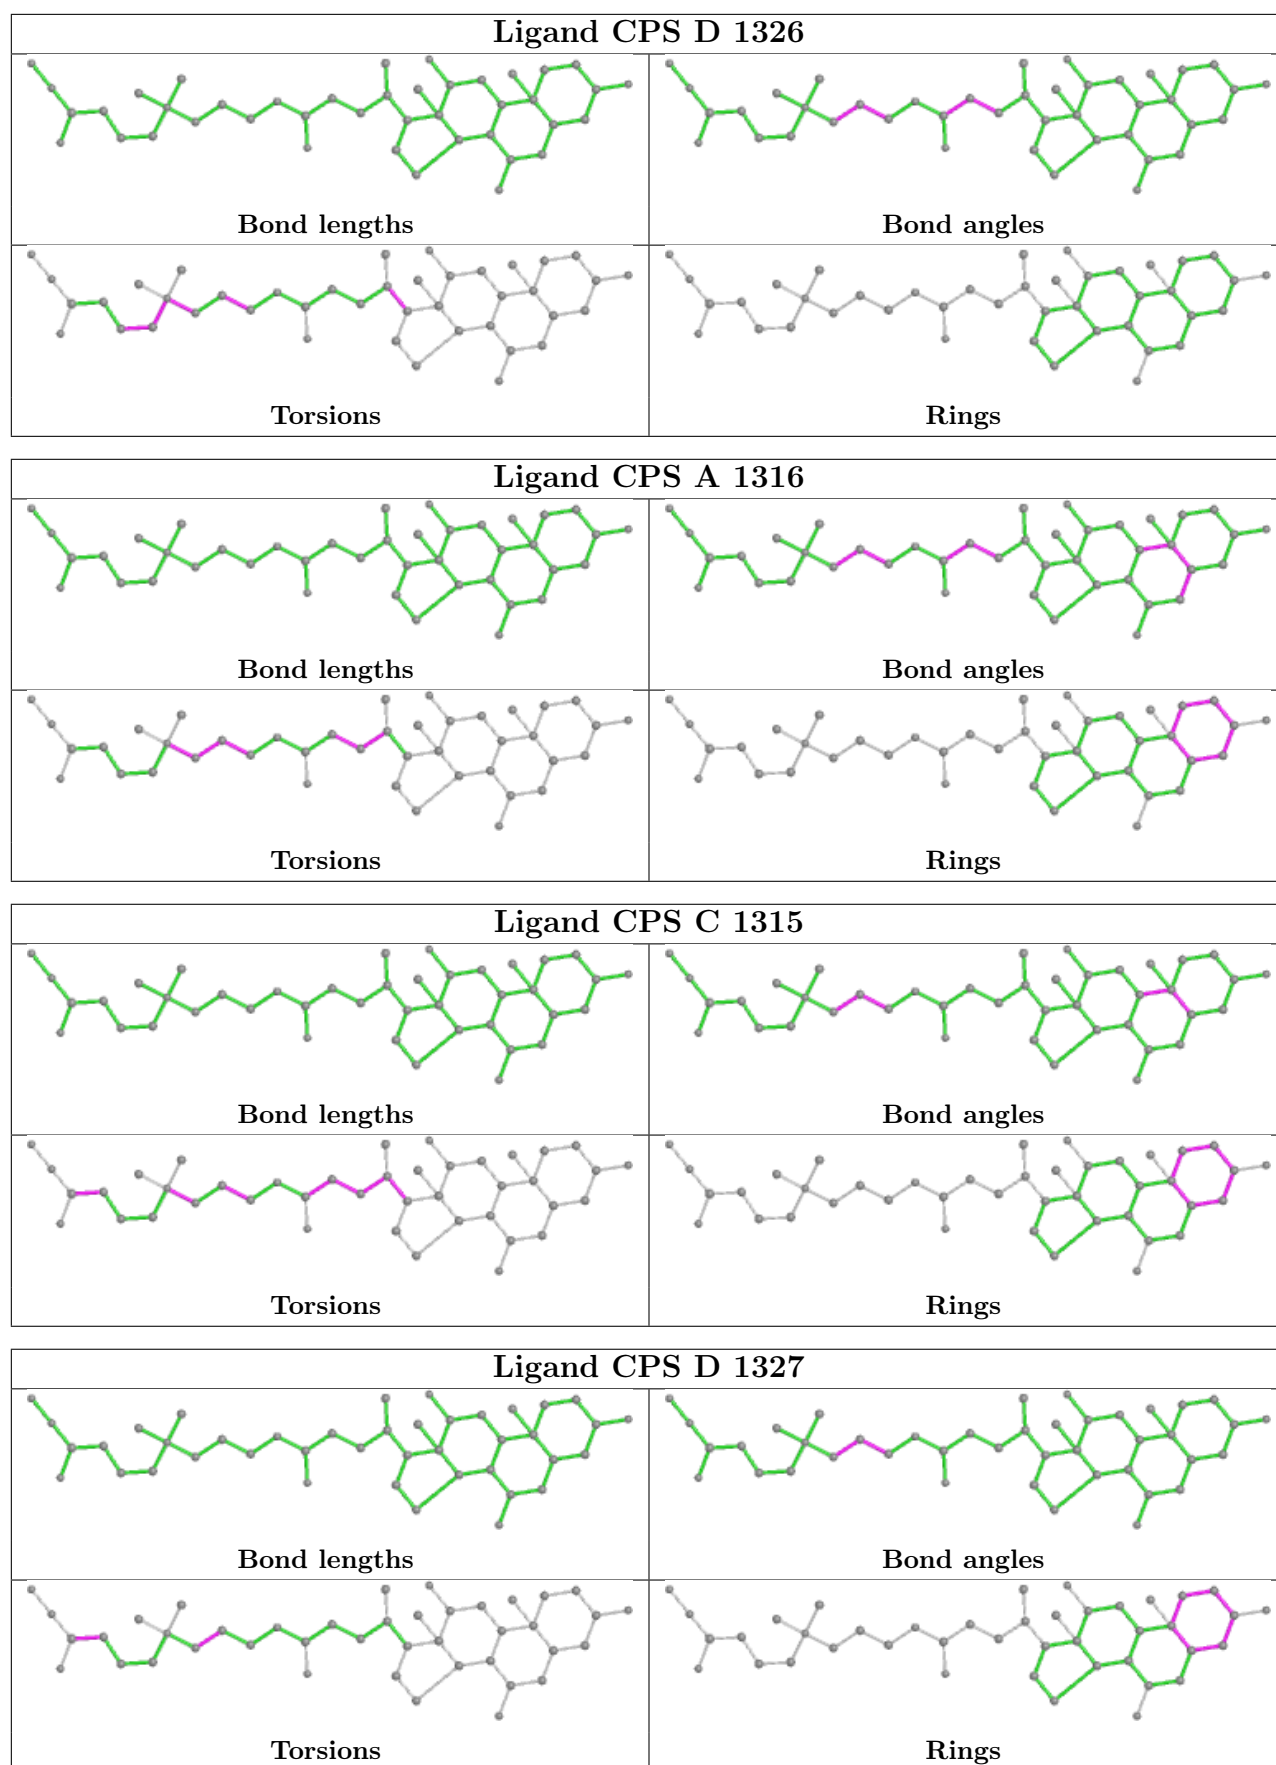 Ligand CPS D 1326
Bond lengths
Bond angles
Torsions
Rings
Ligand CPS A 1316
Bond lengths
Bond angles
Torsions
Rings
Ligand CPS C 1315
Bond lengths
Bond angles
Torsions
Rings
Ligand CPS D 1327
Bond lengths
Bond angles
Torsions
Rings